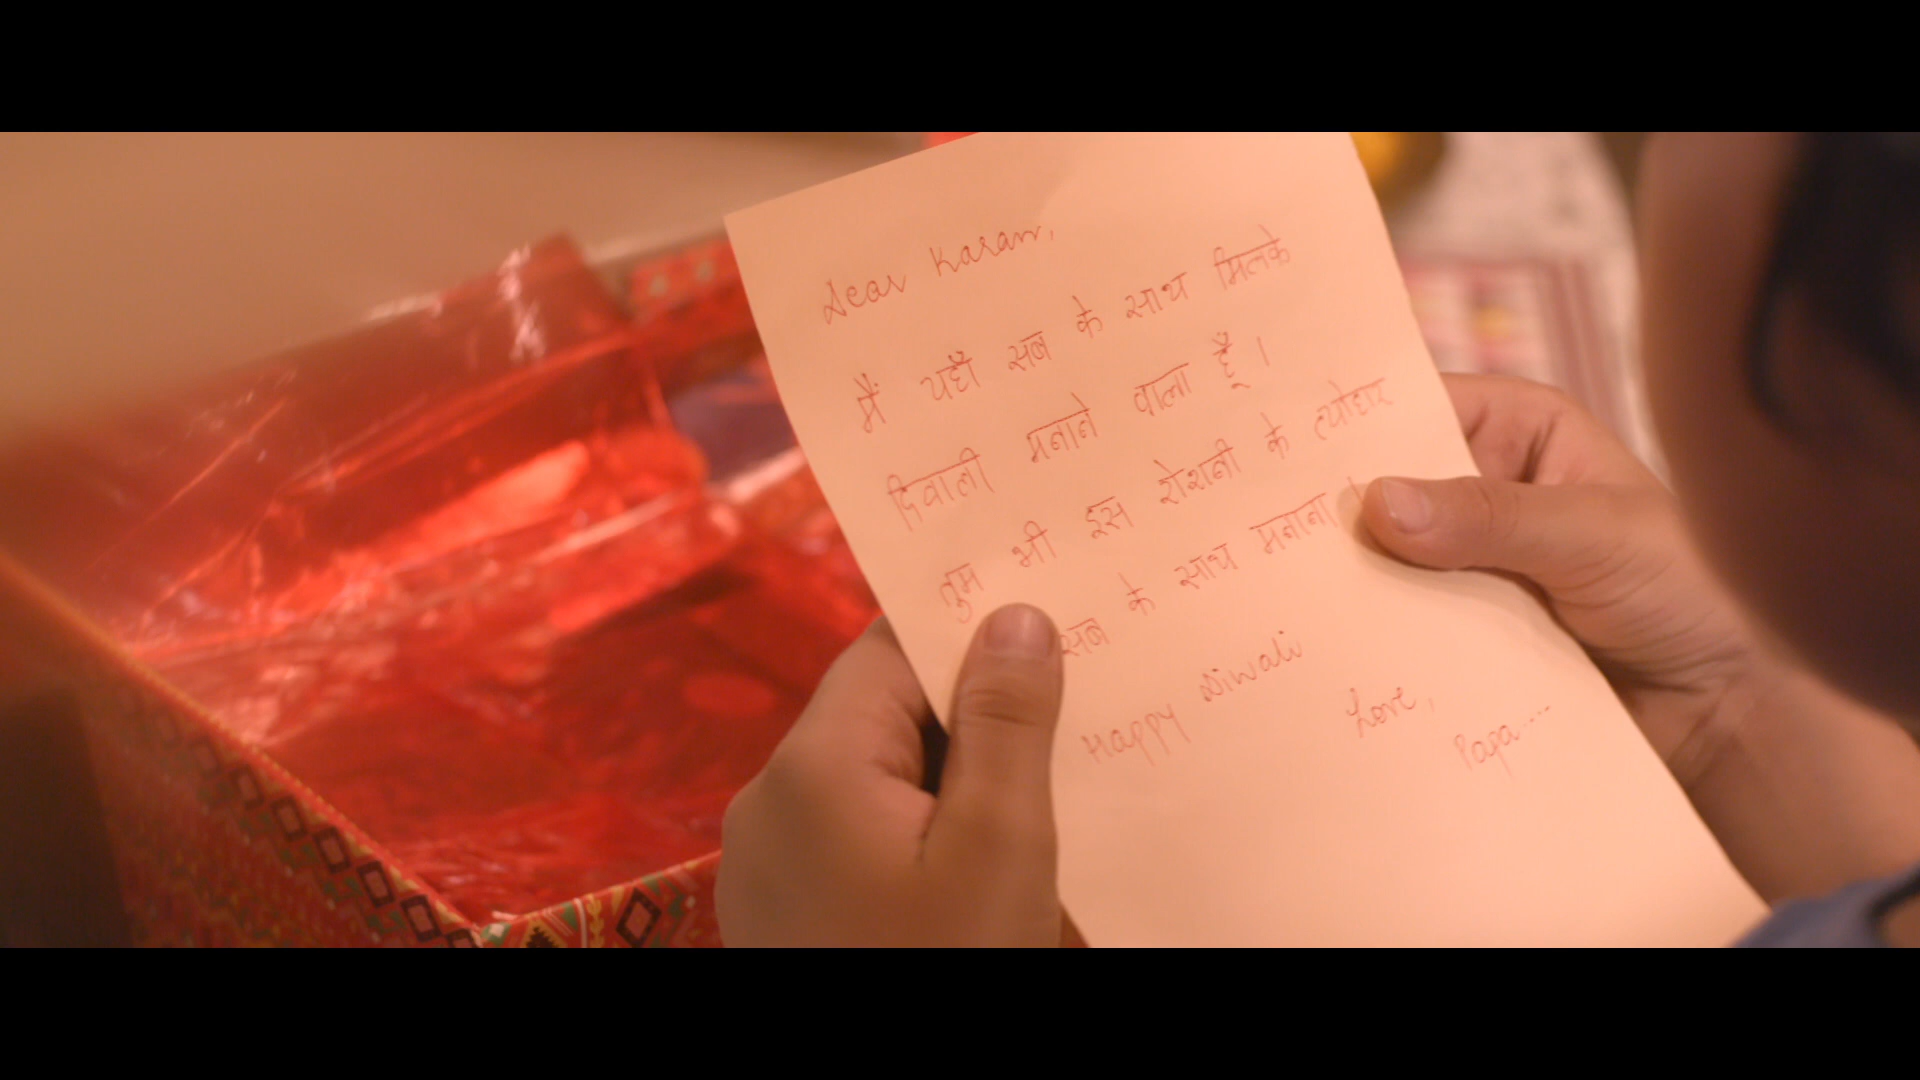 Dear Karan,
मैं यहाँ सब के साथ मिलके
दिवाली मनाने वाला हूँ ।
तुम भी इस रोशनी के त्योहार
सब के साथ मनाना ।
Happy Diwali
Love,
Papa....